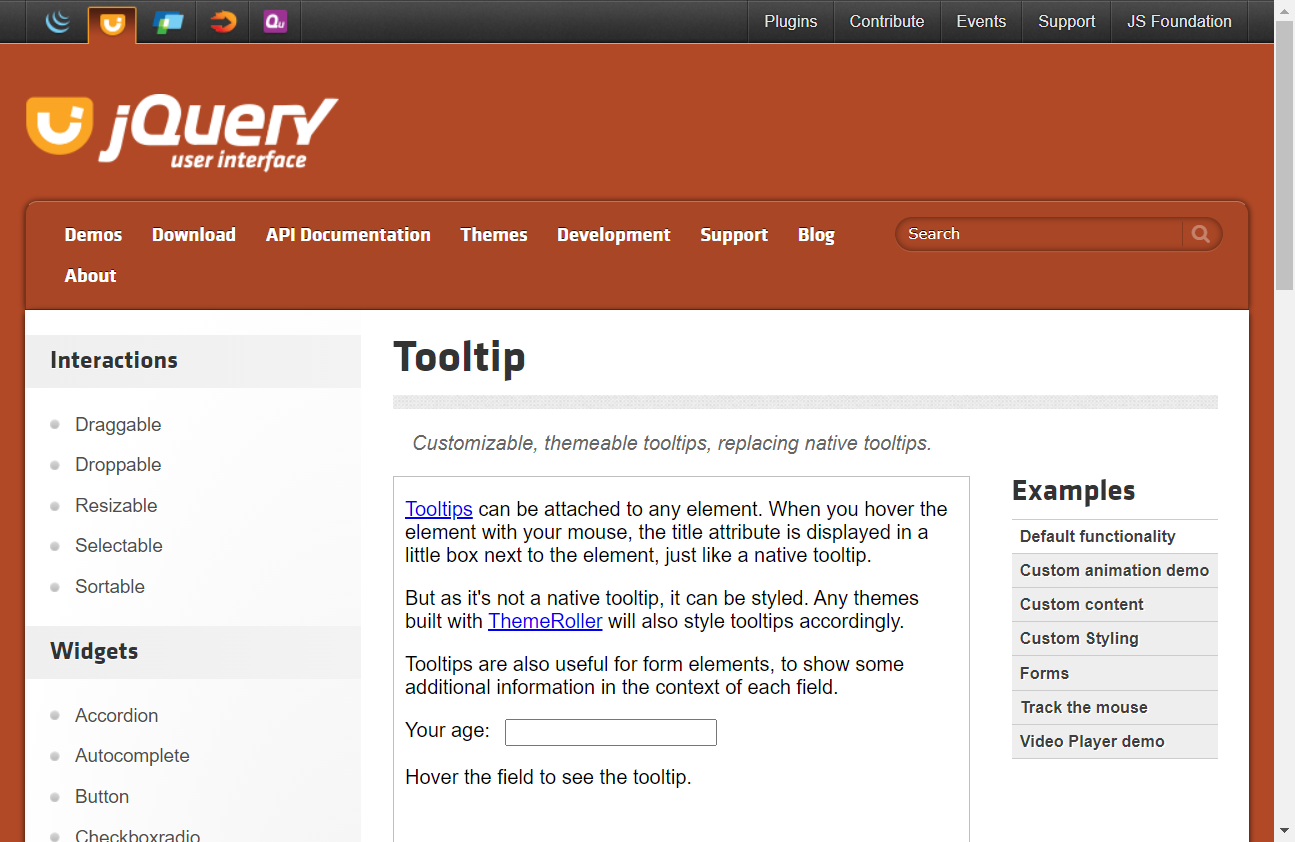 Plugins Contribute Events Support JS Foundation
jQuery
user interface
Demos Download API Documentation Themes Development Support Blog
Search
About
Interactions
Draggable
Droppable
Resizable
Selectable
Sortable
Widgets
Accordion
Autocomplete
Button
Checkboxradio
Tooltip
Customizable, themeable tooltips, replacing native tooltips.
Tooltips can be attached to any element. When you hover the
element with your mouse, the title attribute is displayed in a
little box next to the element, just like a native tooltip.
But as it's not a native tooltip, it can be styled. Any themes
built with ThemeRoller will also style tooltips accordingly.
Tooltips are also useful for form elements, to show some
additional information in the context of each field.
Your age:
Hover the field to see the tooltip.
Examples
Default functionality
Custom animation demo
Custom content
Custom Styling
Forms
Track the mouse
Video Player demo